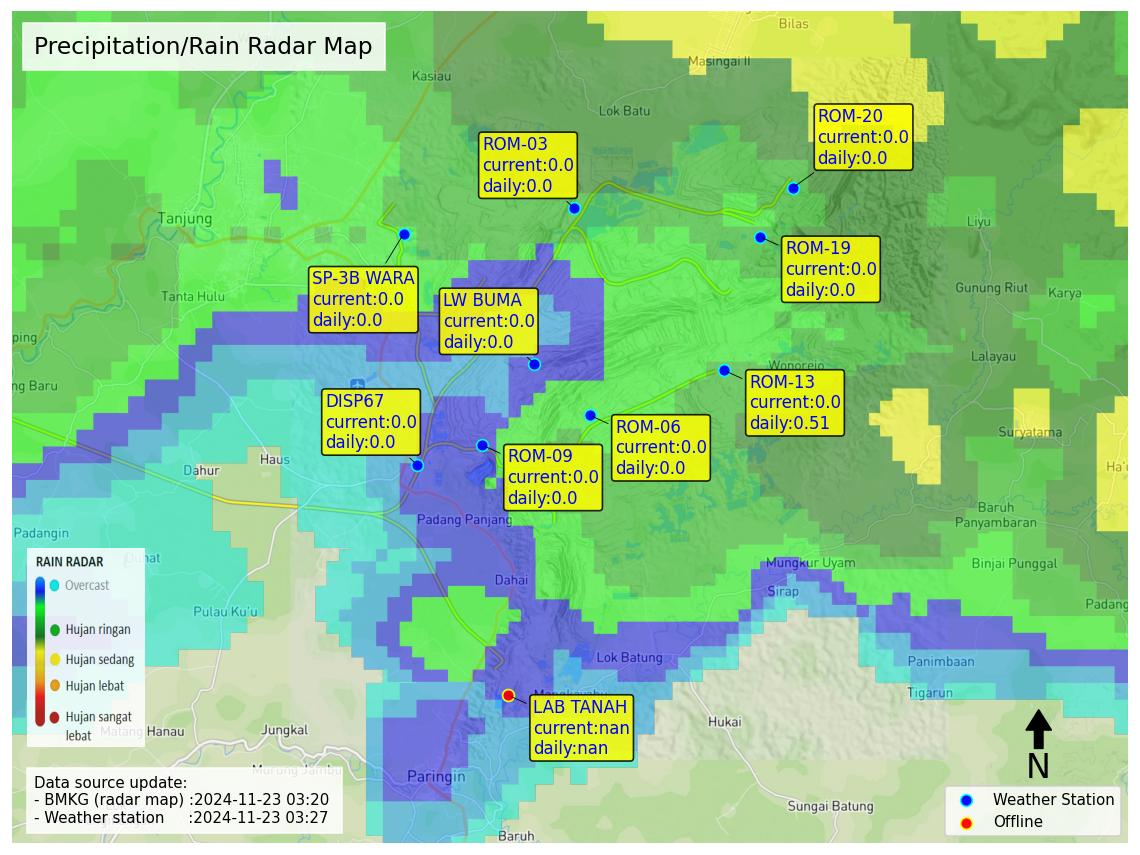 Precipitation/Rain Radar Map
Bilas
Masingai II
Kasiau
Lok Batu
ROM-20
current:0.0
daily:0.0
ROM-03
current:0.0
daily:0.0
Tanjung
Liyu
ROM-19
current:0.0
daily:0.0
SP-3B WARA
current:0.0
daily:0.0
Tanta Hulu
Gunung Riut
Karya
LW BUMA
current:0.0
daily:0.0
ping
Lalayau
Wonorejo
ng Baru
ROM-13
current:0.0
daily:0.51
DISP67
current:0.0
daily:0.0
ROM-06
current:0.0
daily:0.0
Suryatama
ROM-09
current:0.0
daily:0.0
Haus
Dahur
Ha'u
Baruh
Panyambaran
Padang Panjang
Padangin
Mungkur Uyam
Binjai Punggal
RAIN RADAR
Overcast
Hujan ringan
Hujan sedang
Hujan lebat
Hujan sangat
lebat
Dahai
Sirap
Padang
Pulau Ku'u
Lok Batung
Panimbaan
Tigarun
LAB TANAH
current:nan
daily:nan
Hukai
Matang Hanau
Jungkal
Murung Jambu
Paringin
N
Data source update:
- BMKG (radar map) :2024-11-23 03:20
- Weather station :2024-11-23 03:27
Sungai Batung
Baruh
Weather Station
Offline